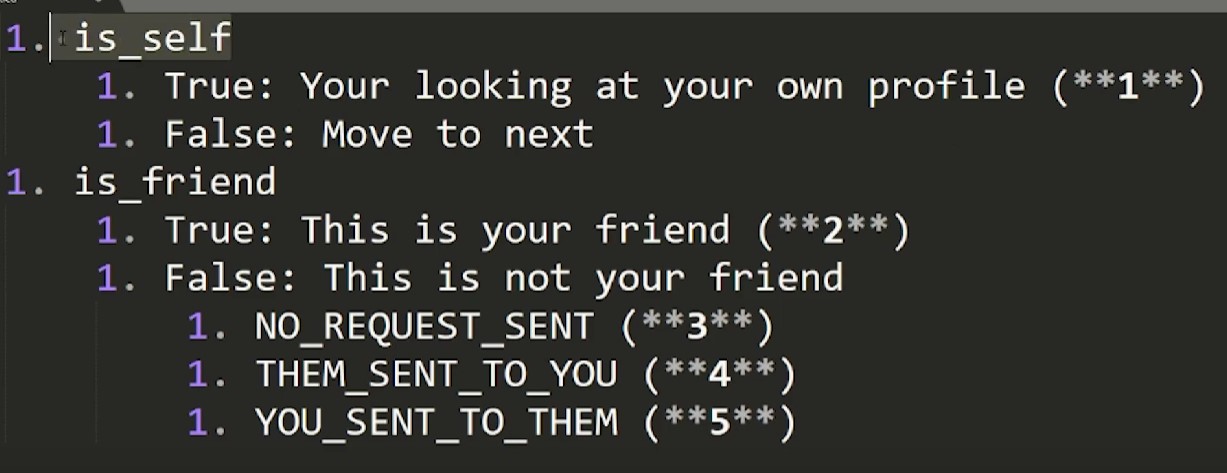 1. is_self
1. True: Your looking at your own profile (**1**)
1. False: Move to next
1. is_friend
1. True: This is your friend (**2**)
1. False: This is not your friend
1. NO_REQUEST_SENT (**3**)
1. THEM_SENT_TO_YOU (**4**)
1. YOU_SENT_TO_THEM (**5**)